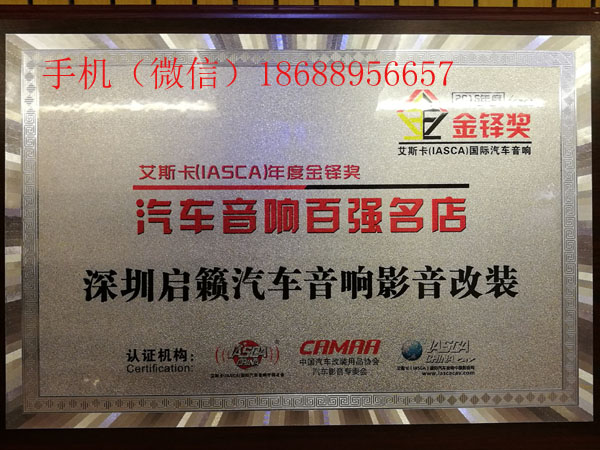 手机（微信）18688956657
2015年度
金铎奖
艾斯卡(IASCA)国际汽车音响
艾斯卡(IASCA)年度金铎奖
汽车音响百强名店
深圳启籁汽车音响影音改装
认证机构：
Certification:
IASCA
CHINA
CAMRA
中国汽车改装用品协会
汽车影音专委会
IASCA
CHINA